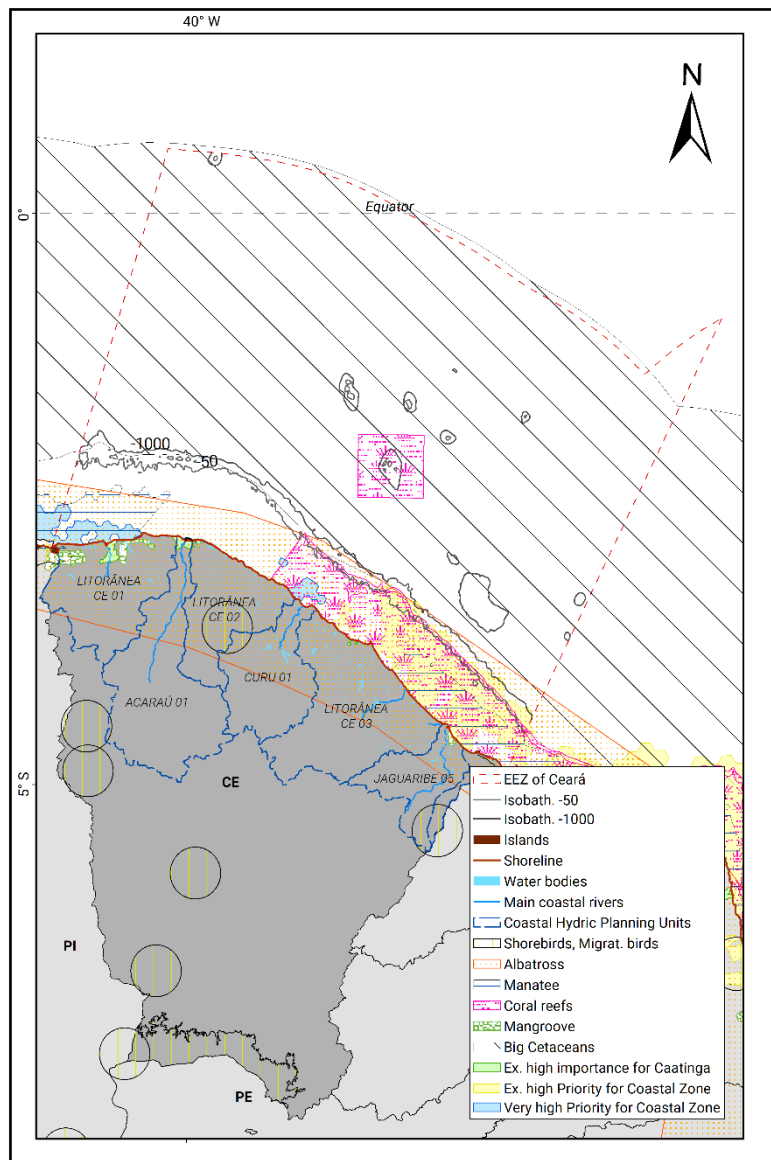 40° W
N
0°
Equator
-1000
-50
LITORÂNEA
CE 01
LITORÂNEA
CE 02
CURU 01
ACARAÚ 01
LITORÂNEA
CE 03
JAGUARIBE 05
CE
5° S
PI
PE
EEZ of Ceará
Isobath. -50
Isobath. -1000
Islands
Shoreline
Water bodies
Main coastal rivers
Coastal Hydric Planning Units
Shorebirds, Migrat. birds
Albatross
Manatee
Coral reefs
Mangroove
Big Cetaceans
Ex. high importance for Caatinga
Ex. high Priority for Coastal Zone
Very high Priority for Coastal Zone